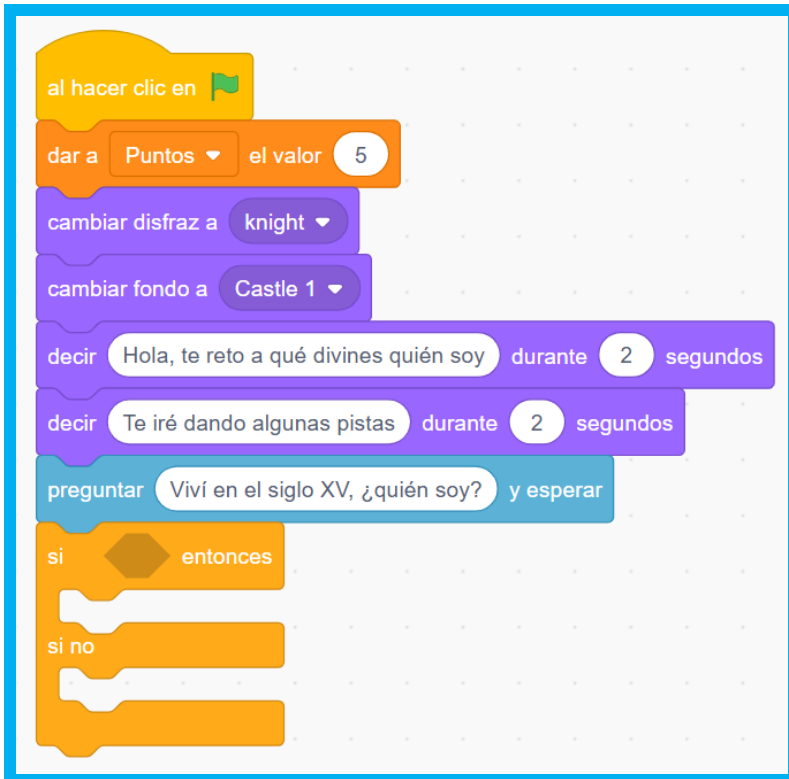 al hacer clic en
dar a Puntos el valor 5
cambiar disfraz a knight
cambiar fondo a Castle 1
decir Hola, te reto a qué divines quién soy durante 2 segundos
decir Te iré dando algunas pistas durante 2 segundos
preguntar Viví en el siglo XV, ¿quién soy? y esperar
si entonces
si no